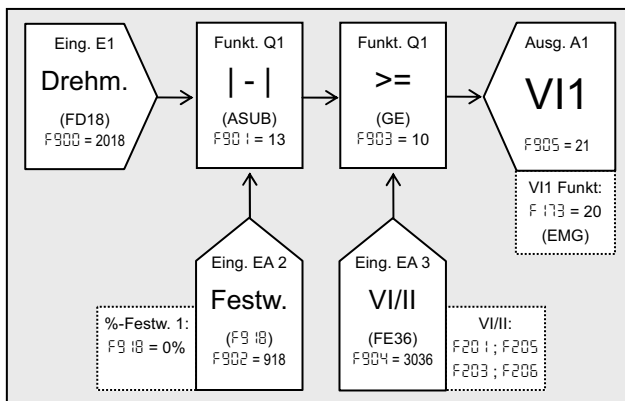 Eing. E1
Drehm.
(FD18)
F900 = 2018
Funkt. Q1
| - |
(ASUB)
F901 = 13
Funkt. Q1
>=
(GE)
F903 = 10
Ausg. A1
VI1
F905 = 21
VI1 Funkt:
F173 = 20
(EMG)
Eing. EA 2
Festw.
(F918)
F902 = 918
%-Festw. 1:
F918 = 0%
Eing. EA 3
VI/II
(FE36)
F904 = 3036
VI/II:
F201 ; F205
F203 ; F206